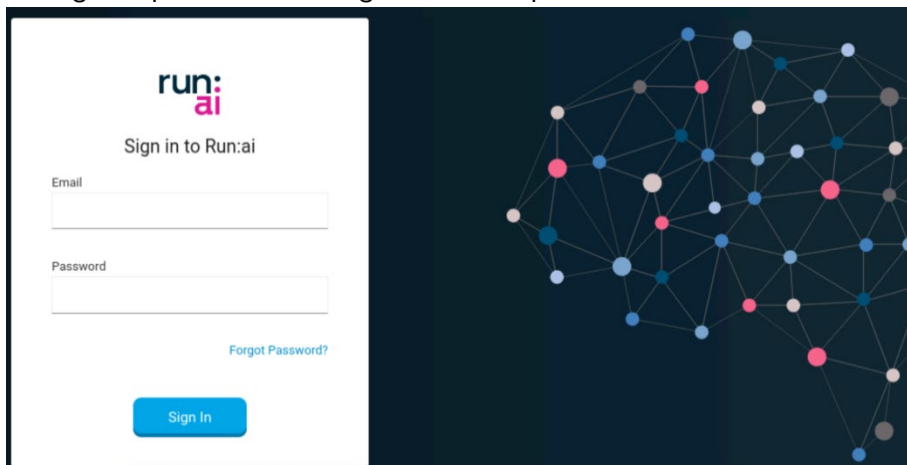 run:
ai
Sign in to Run:ai
Email
Password
Forgot Password?
Sign In